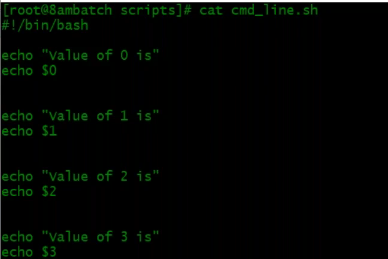 [root@8ambatch scripts]# cat cmd_line.sh
#!/bin/bash
echo "Value of 0 is"
echo $0
echo "Value of 1 is"
echo $1
echo "Value of 2 is"
echo $2
echo "Value of 3 is"
echo $3